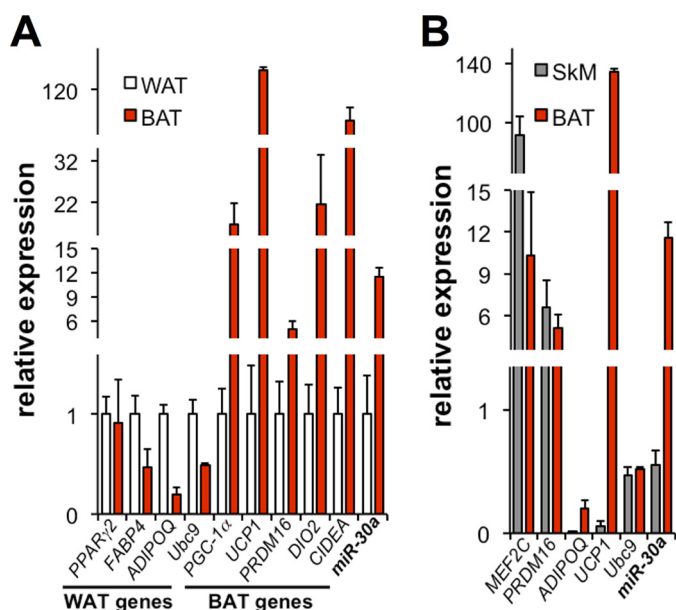 A
relative expression
120
32
22
15
12
9
6
1
0
WAT
BAT
PPARγ2
FABP4
ADIPOQ
Ubc9
PGC-1α
UCP1
PRDM16
DIO2
CIDEA
miR-30a
WAT genes
BAT genes
B
relative expression
140
100
15
12
9
6
1
0
SkM
BAT
MEF2C
PRDM16
ADIPOQ
UCP1
Ubc9
miR-30a